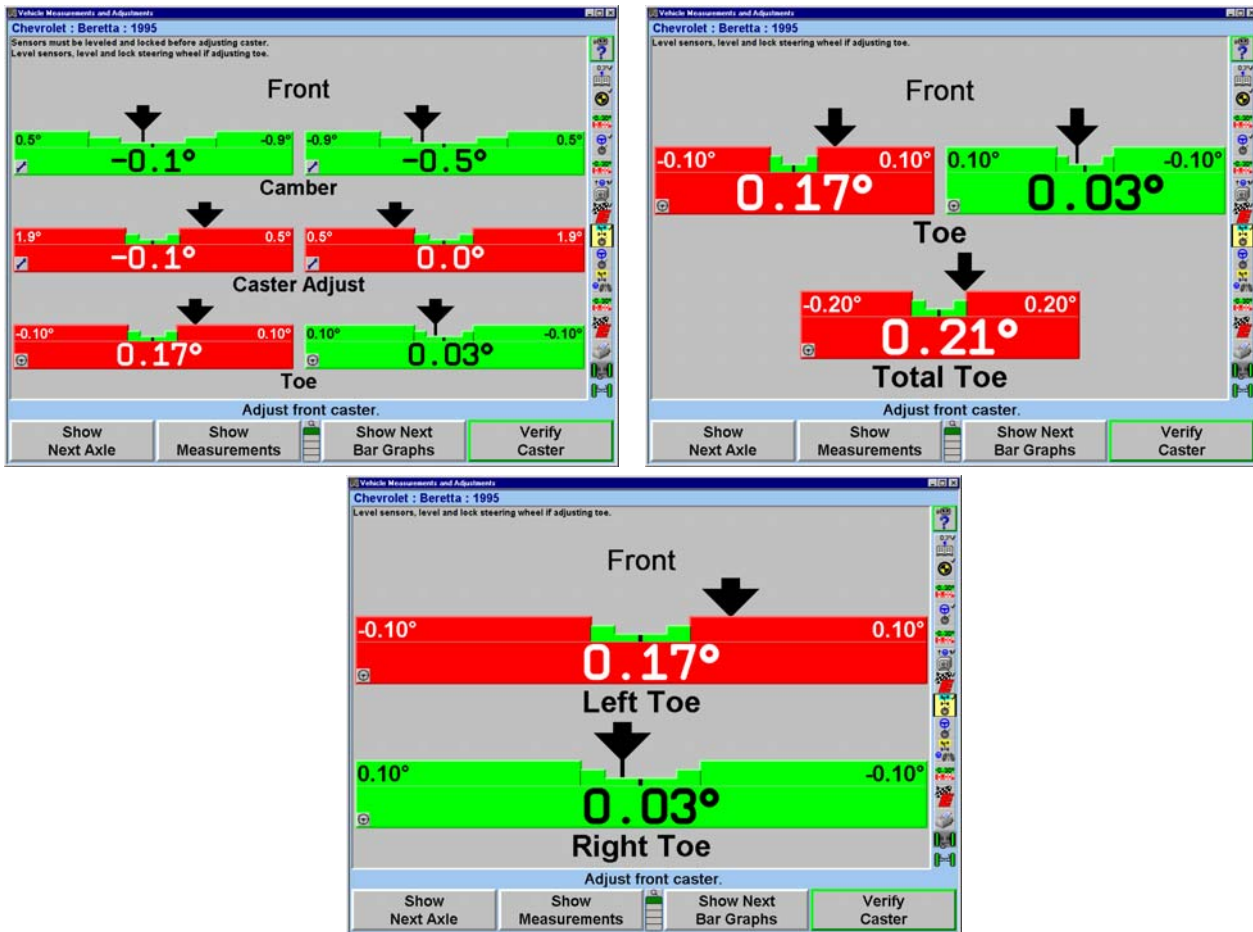 Vehicle Measurements and Adjustments
Chevrolet : Beretta : 1995
Sensors must be leveled and locked before adjusting caster.
Level sensors, level and lock steering wheel if adjusting toe.
Front
0.5° -0.9° -0.9° 0.5°
-0.1° -0.5°
Camber
1.9° 0.5° 0.5° 1.9°
-0.1° 0.0°
Caster Adjust
-0.10° 0.10° 0.10° -0.10°
0.17° 0.03°
Toe
Adjust front caster.
Show Next Axle
Show Measurements
Show Next Bar Graphs
Verify Caster
Vehicle Measurements and Adjustments
Chevrolet : Beretta : 1995
Level sensors, level and lock steering wheel if adjusting toe.
Front
-0.10° 0.10° 0.10° -0.10°
0.17° 0.03°
Toe
-0.20° 0.20°
0.21°
Total Toe
Adjust front caster.
Show Next Axle
Show Measurements
Show Next Bar Graphs
Verify Caster
Vehicle Measurements and Adjustments
Chevrolet : Beretta : 1995
Level sensors, level and lock steering wheel if adjusting toe.
Front
-0.10° 0.10°
0.17°
Left Toe
0.10° -0.10°
0.03°
Right Toe
Adjust front caster.
Show Next Axle
Show Measurements
Show Next Bar Graphs
Verify Caster